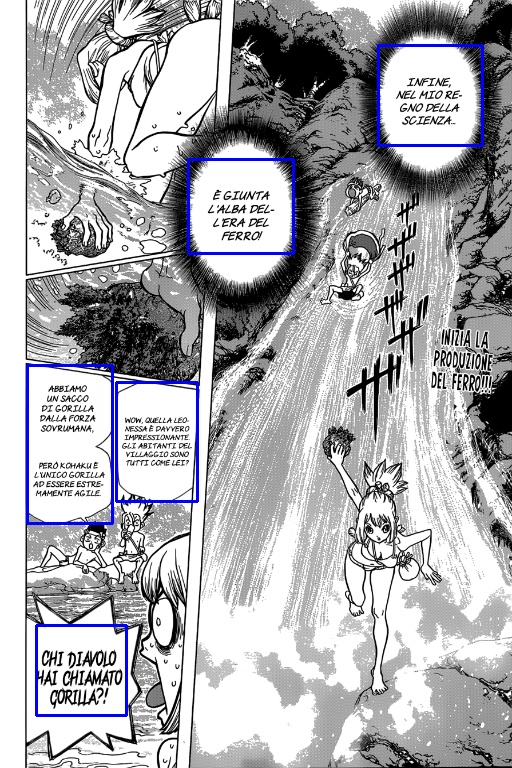 INFINE,
NEL MIO RE-
GNO DELLA
SCIENZA..
È GIUNTA
L'ALBA DEL-
L'ERA DEL
FERRO!
INIZIA LA
PRODUZIONE
DEL FERRO!!!
WOW, QUELLA LEO-
NESSA È DAVVERO
IMPRESSIONANTE.
GLI ABITANTI DEL
VILLAGGIO SONO
TUTTI COME LEI?
ABBIAMO
UN SACCO
DI GORILLA
DALLA FORZA
SOVRUMANA,
PERÒ KOHAKU È
L'UNICO GORILLA
AD ESSERE ESTRE-
MAMENTE AGILE.
CHI DIAVOLO
HAI CHIAMATO
GORILLA?!